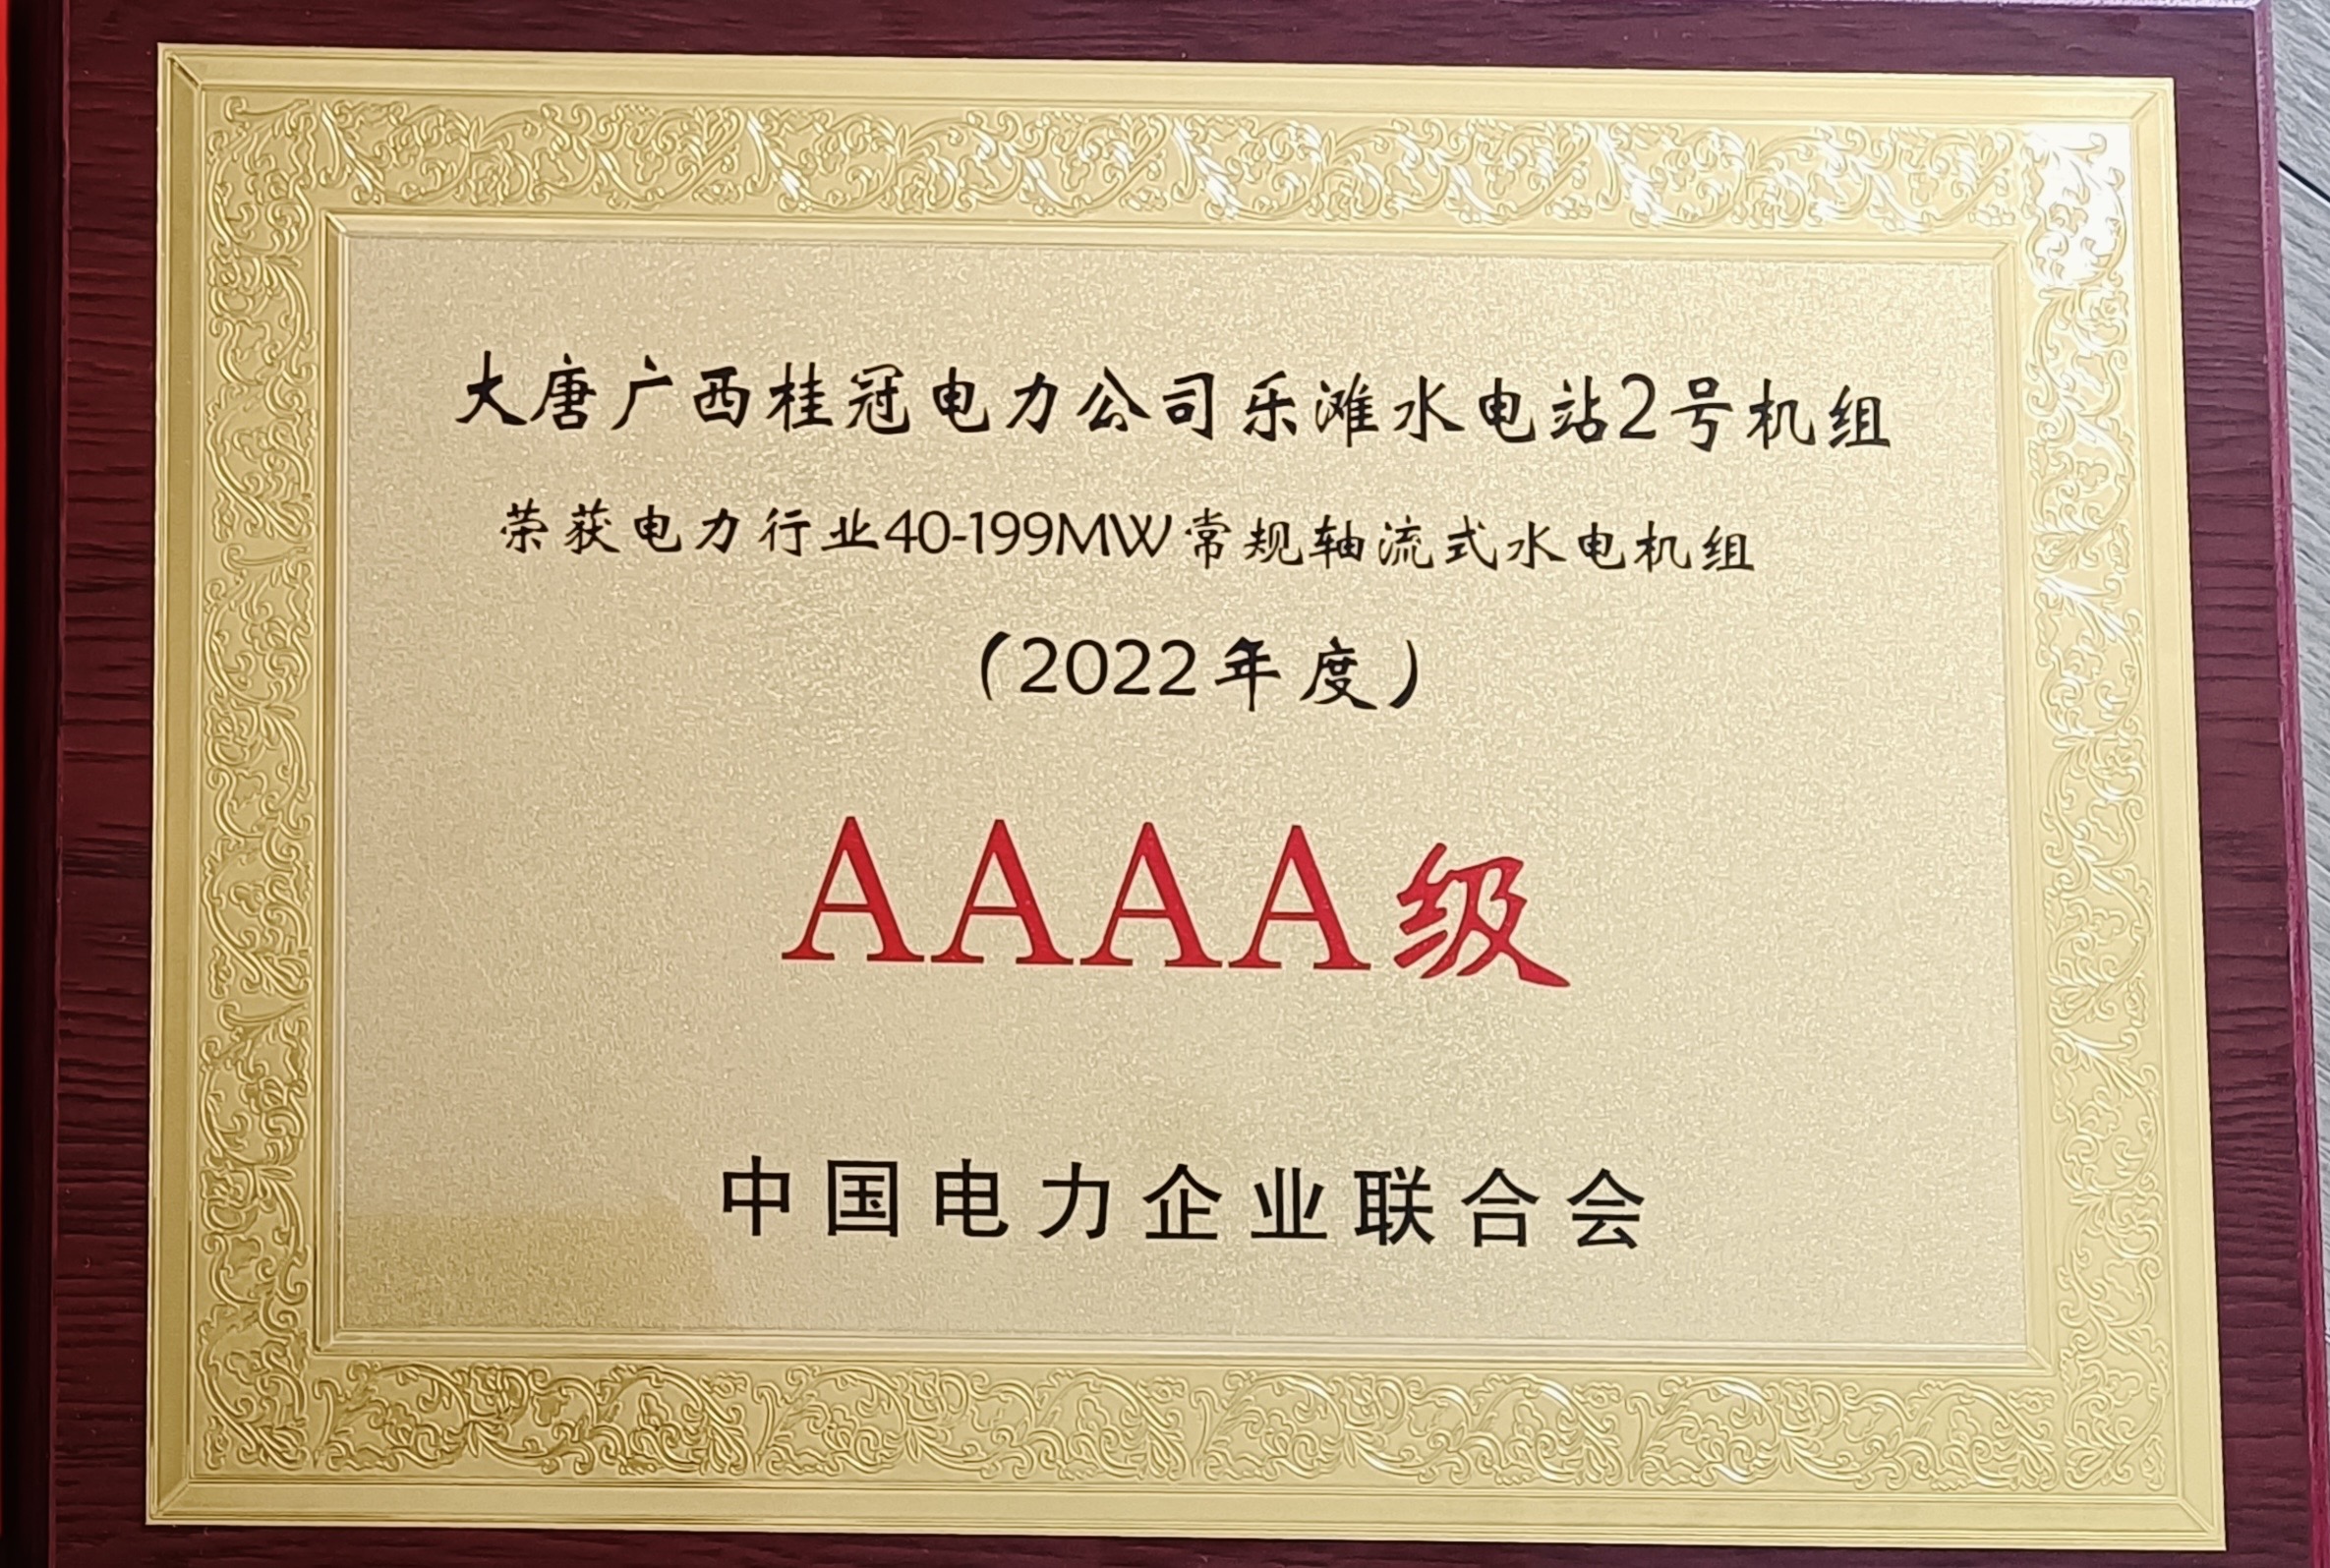 大唐广西桂冠电力公司乐滩水电站2号机组
荣获电力行业40-199MW常规轴流式水电机组
（2022年度）
AAAA级
中国电力企业联合会